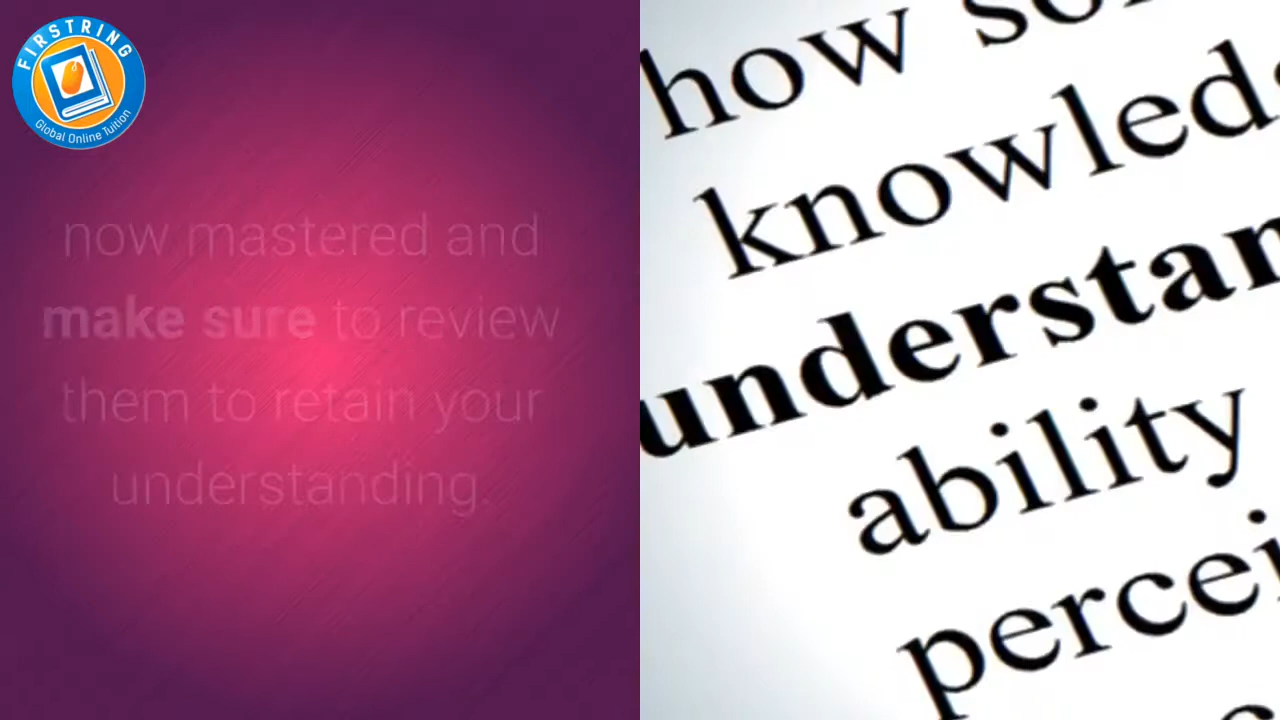 FIRSTRING
Global Online Tuition
now mastered and
make sure to review
them to retain your
understanding.
how so
knowled
understan
ability
percei